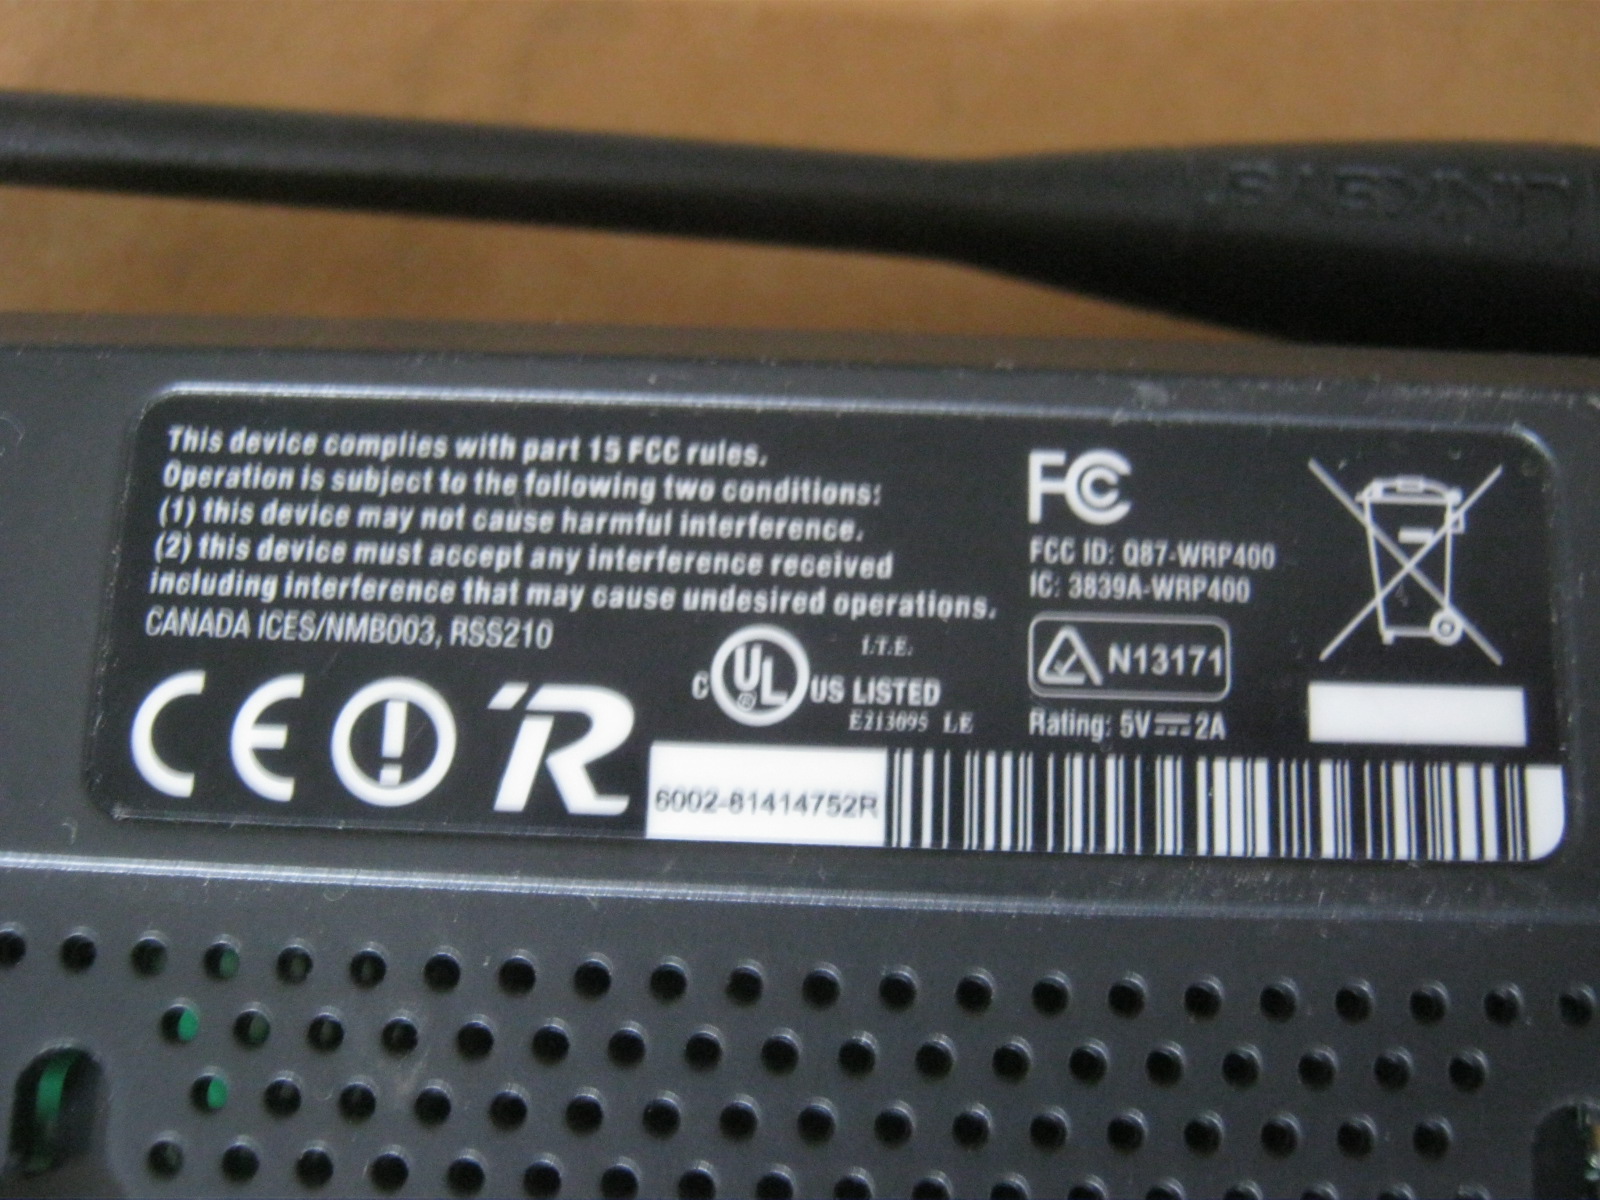 LINKSYS
This device complies with part 15 FCC rules.
Operation is subject to the following two conditions:
(1) this device may not cause harmful interference.
(2) this device must accept any interference received
including interference that may cause undesired operations.
CANADA ICES/NMB003, RSS210
CE
R
C UL US LISTED
I.T.E.
E213095 LE
FC
FCC ID: Q87-WRP400
IC: 3839A-WRP400
N13171
Rating: 5V 2A
6002-81414752R